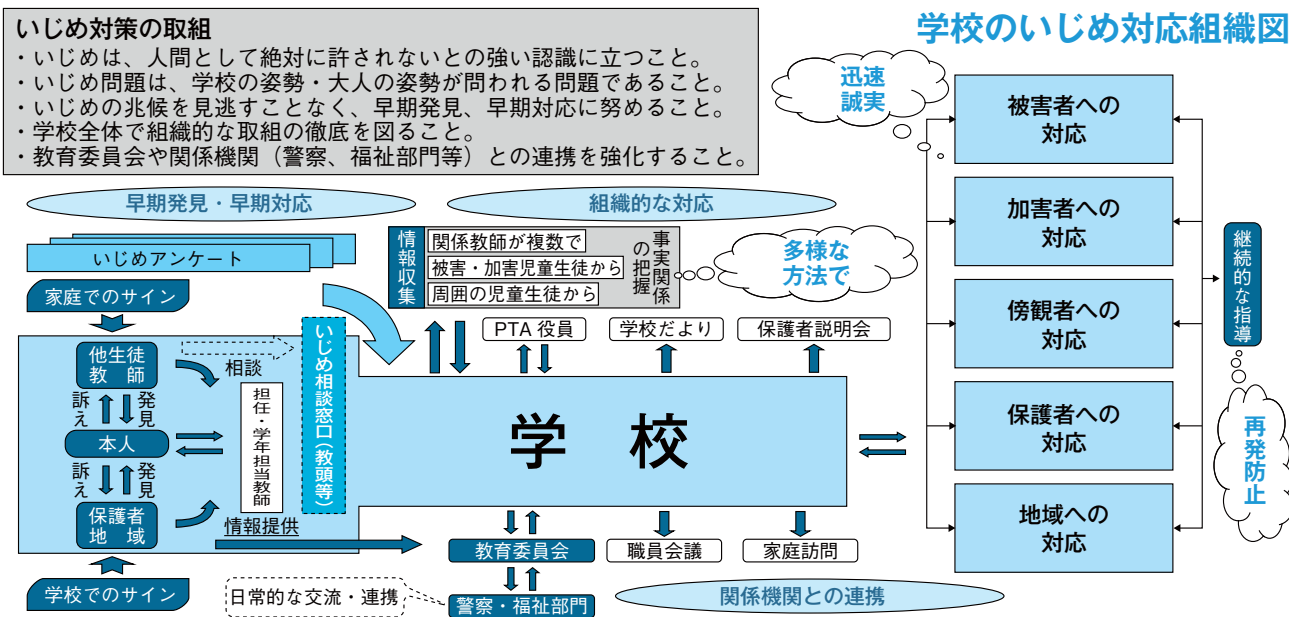 学校のいじめ対応組織図
いじめ対策の取組
・いじめは、人間として絶対に許されないとの強い認識に立つこと。
・いじめ問題は、学校の姿勢・大人の姿勢が問われる問題であること。
・いじめの兆候を見逃すことなく、早期発見、早期対応に努めること。
・学校全体で組織的な取組の徹底を図ること。
・教育委員会や関係機関（警察、福祉部門等）との連携を強化すること。
早期発見・早期対応
組織的な対応
いじめアンケート
家庭でのサイン
情報収集
関係教師が複数で
被害・加害児童生徒から
周囲の児童生徒から
事実関係
の把握
多様な
方法で
迅速
誠実
他生徒
教　師
訴え
発見
本人
訴え
発見
保護者
地　域
学校でのサイン
相談
担任・学年担当教師
情報提供
いじめ相談窓口（教頭等）
PTA 役員
学校だより
保護者説明会
学　校
教育委員会
職員会議
家庭訪問
日常的な交流・連携
警察・福祉部門
関係機関との連携
被害者への
対応
加害者への
対応
傍観者への
対応
保護者への
対応
地域への
対応
継続的な指導
再発防止